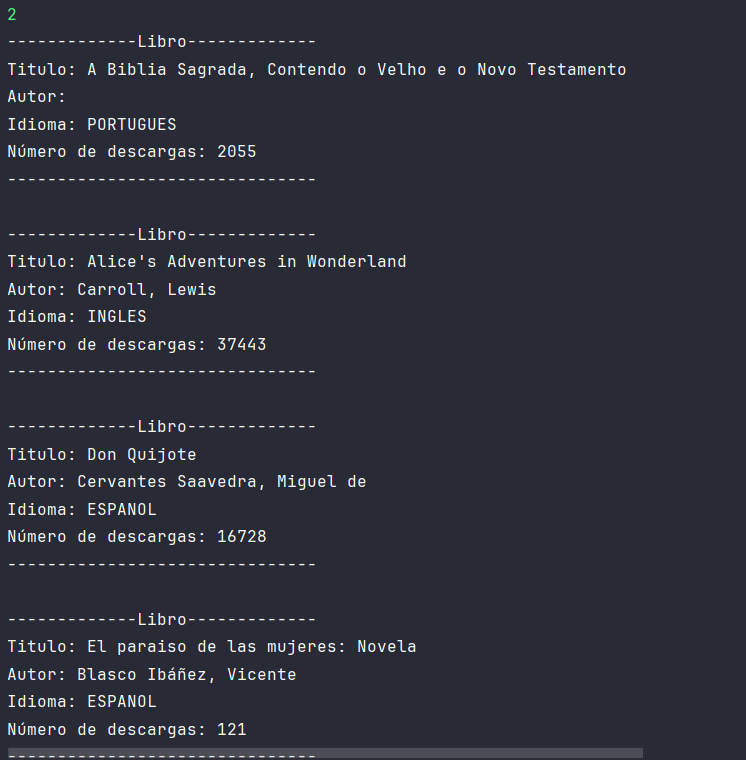 2
-------------Libro-------------
Titulo: A Biblia Sagrada, Contendo o Velho e o Novo Testamento
Autor:
Idioma: PORTUGUES
Número de descargas: 2055
-------------------------------
-------------Libro-------------
Titulo: Alice's Adventures in Wonderland
Autor: Carroll, Lewis
Idioma: INGLES
Número de descargas: 37443
-------------------------------
-------------Libro-------------
Titulo: Don Quijote
Autor: Cervantes Saavedra, Miguel de
Idioma: ESPANOL
Número de descargas: 16728
-------------------------------
-------------Libro-------------
Titulo: El paraiso de las mujeres: Novela
Autor: Blasco Ibáñez, Vicente
Idioma: ESPANOL
Número de descargas: 121
-------------------------------